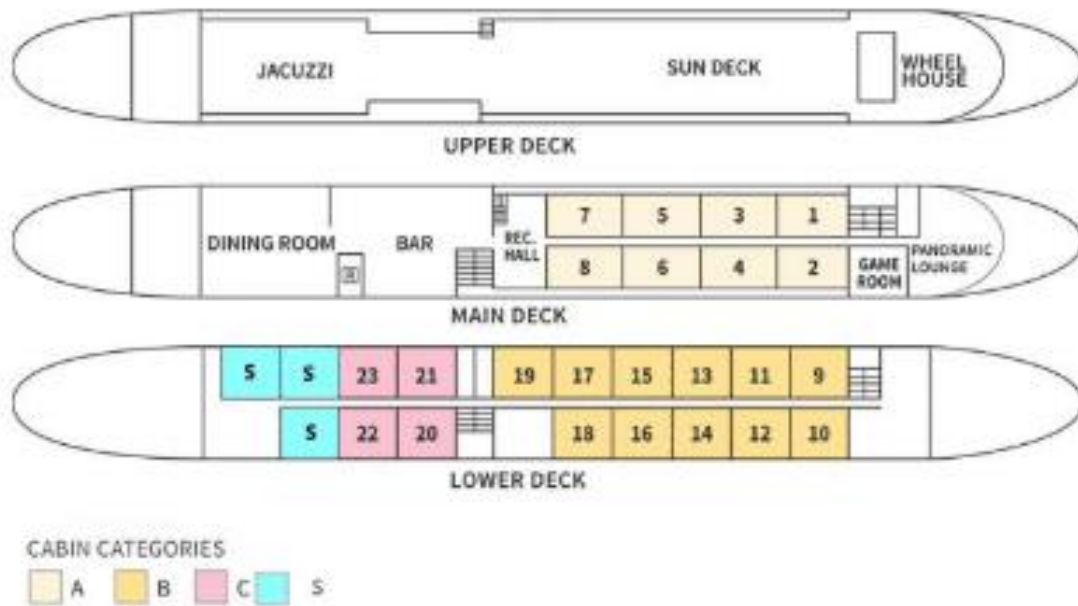 JACUZZI
SUN DECK
WHEEL
HOUSE
UPPER DECK
7 5 3 1
DINING ROOM
BAR
REC.
HALL
PANORAMIC
LOUNGE
8 6 4 2
GAME
ROOM
MAIN DECK
S S 23 21 19 17 15 13 11 9
S 22 20 18 16 14 12 10
LOWER DECK
CABIN CATEGORIES
A B C S